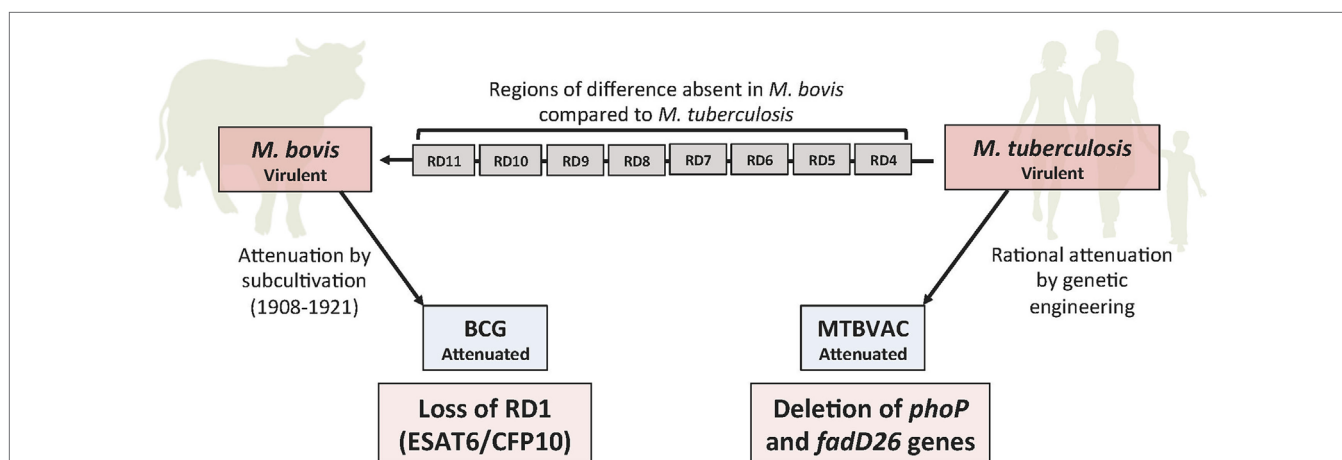 Regions of difference absent in M. bovis
compared to M. tuberculosis
M. bovis
Virulent
RD11 RD10 RD9 RD8 RD7 RD6 RD5 RD4
M. tuberculosis
Virulent
Attenuation by
subcultivation
(1908-1921)
Rational attenuation
by genetic
engineering
BCG
Attenuated
MTBVAC
Attenuated
Loss of RD1
(ESAT6/CFP10)
Deletion of phoP
and fadD26 genes